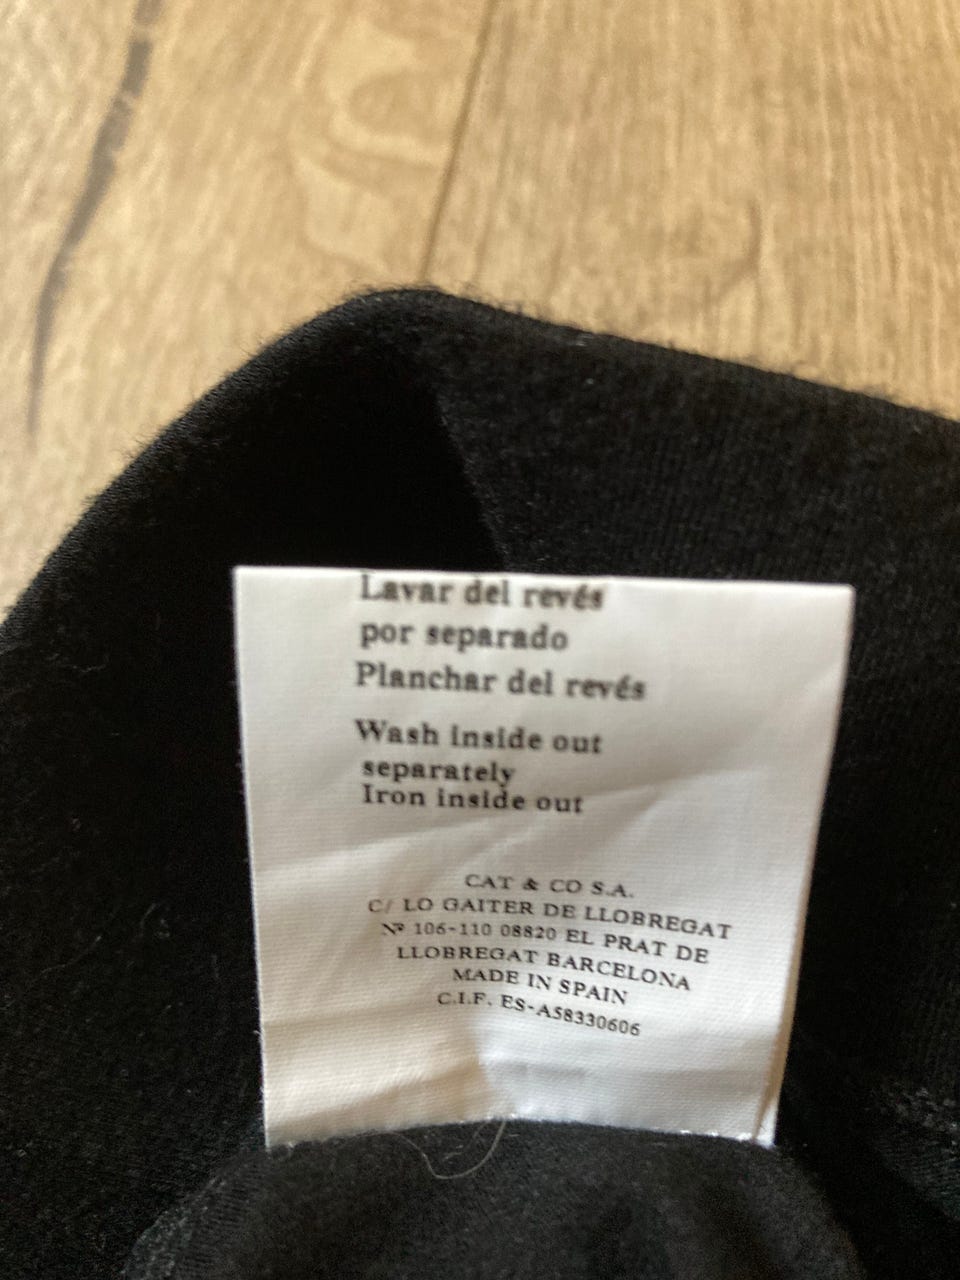 Lavar del revés
por separado
Planchar del revés
Wash inside out
separately
Iron inside out
CAT & CO S.A.
C/ LO GAITER DE LLOBREGAT
Nº 106-110 08820 EL PRAT DE
LLOBREGAT BARCELONA
MADE IN SPAIN
C.I.F. ES-A58330606